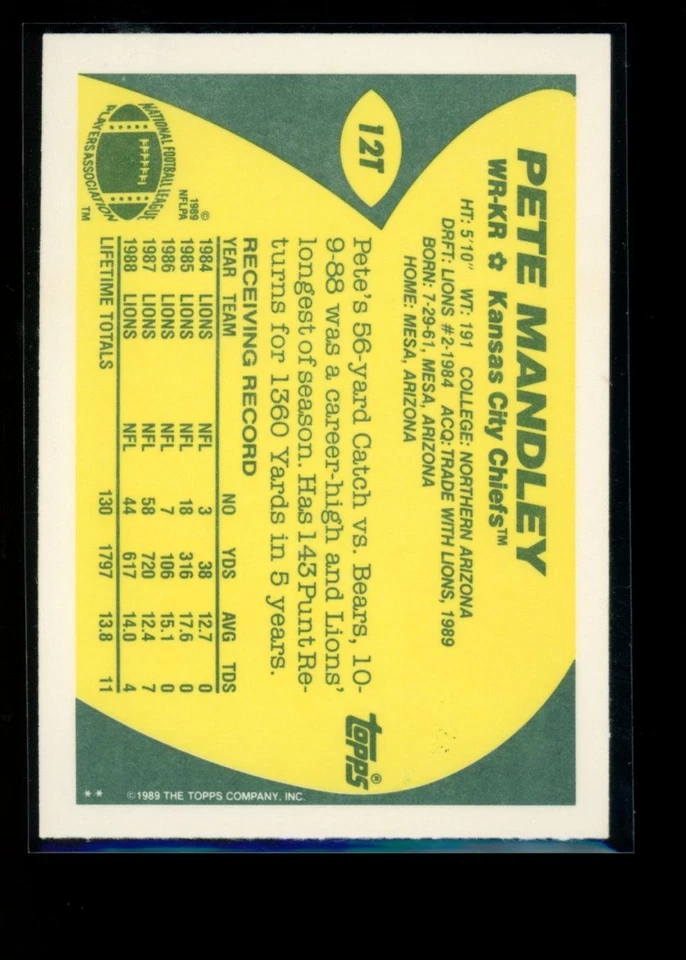 12T
PETE MANDLEY
WR-KR ✿ Kansas City Chiefs™
HT: 5'10" WT: 191 COLLEGE: NORTHERN ARIZONA
DRFT: LIONS #2-1984 ACQ: TRADE WITH LIONS, 1989
BORN: 7-29-61, MESA, ARIZONA
HOME: MESA, ARIZONA
topps®
Pete's 56-yard Catch vs. Bears, 10-
9-88 was a career-high and Lions'
longest of season. Has 143 Punt Re-
turns for 1360 Yards in 5 years.
RECEIVING RECORD
YEAR TEAM NO YDS AVG TDS
1984 LIONS NFL 3 38 12.7 0
1985 LIONS NFL 18 316 17.6 0
1986 LIONS NFL 7 106 15.1 0
1987 LIONS NFL 58 720 12.4 7
1988 LIONS NFL 44 617 14.0 4
LIFETIME TOTALS 130 1797 13.8 11
NATIONAL FOOTBALL LEAGUE
PLAYERS ASSOCIATION
TM
©
1989
NFLPA
** ©1989 THE TOPPS COMPANY, INC.